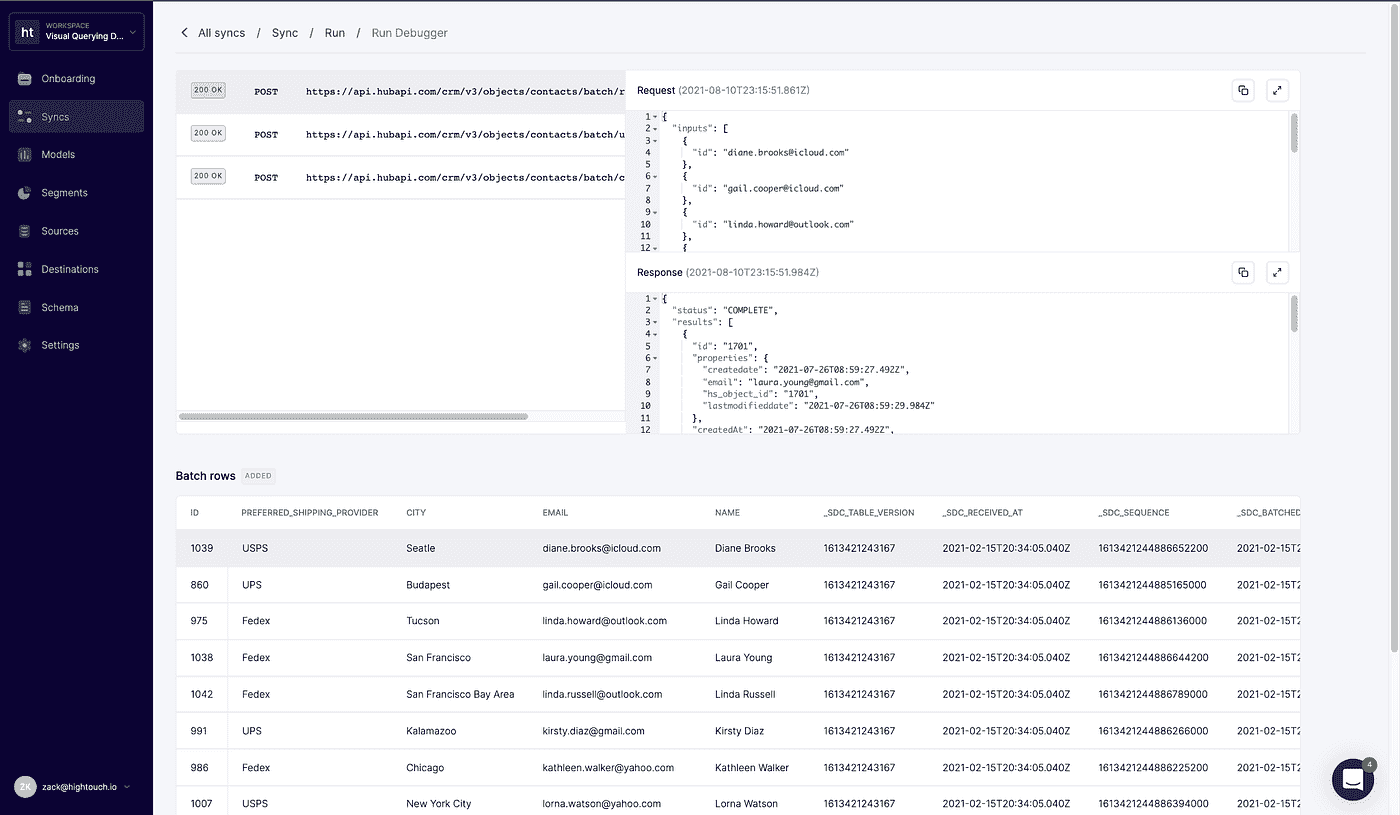 ht
WORKSPACE
Visual Querying D...
Onboarding
Syncs
Models
Segments
Sources
Destinations
Schema
Settings
ZK zack@hightouch.io
All syncs / Sync / Run / Run Debugger
200 OK POST https://api.hubapi.com/crm/v3/objects/contacts/batch/r
200 OK POST https://api.hubapi.com/crm/v3/objects/contacts/batch/u
200 OK POST https://api.hubapi.com/crm/v3/objects/contacts/batch/c
Request (2021-08-10T23:15:51.861Z)
1 {
2 "inputs": [
3 {
4 "id": "diane.brooks@icloud.com"
5 },
6 {
7 "id": "gail.cooper@icloud.com"
8 },
9 {
10 "id": "linda.howard@outlook.com"
11 },
12 {
Response (2021-08-10T23:15:51.984Z)
1 {
2 "status": "COMPLETE",
3 "results": [
4 {
5 "id": "1701",
6 "properties": {
7 "createdate": "2021-07-26T08:59:27.492Z",
8 "email": "laura.young@gmail.com",
9 "hs_object_id": "1701",
10 "lastmodifieddate": "2021-07-26T08:59:29.984Z"
11 },
12 "createdAt": "2021-07-26T08:59:27.492Z",
Batch rows ADDED
ID PREFERRED_SHIPPING_PROVIDER CITY EMAIL NAME _SDC_TABLE_VERSION _SDC_RECEIVED_AT _SDC_SEQUENCE _SDC_BATCHED
1039 USPS Seatle diane.brooks@icloud.com Diane Brooks 1613421243167 2021-02-15T20:34:05.040Z 1613421244886652200 2021-02-15T2
860 UPS Budapest gail.cooper@icloud.com Gail Cooper 1613421243167 2021-02-15T20:34:05.040Z 1613421244885165000 2021-02-15T2
975 Fedex Tucson linda.howard@outlook.com Linda Howard 1613421243167 2021-02-15T20:34:05.040Z 1613421244886136000 2021-02-15T2
1038 Fedex San Francisco laura.young@gmail.com Laura Young 1613421243167 2021-02-15T20:34:05.040Z 1613421244886644200 2021-02-15T2
1042 Fedex San Francisco Bay Area linda.russell@outlook.com Linda Russell 1613421243167 2021-02-15T20:34:05.040Z 1613421244886789000 2021-02-15T2
991 UPS Kalamazoo kirsty.diaz@gmail.com Kirsty Diaz 1613421243167 2021-02-15T20:34:05.040Z 1613421244886266000 2021-02-15T2
986 Fedex Chicago kathleen.walker@yahoo.com Kathleen Walker 1613421243167 2021-02-15T20:34:05.040Z 1613421244886225200 2021-02-15T2
1007 USPS New York City lorna.watson@yahoo.com Lorna Watson 1613421243167 2021-02-15T20:34:05.040Z 1613421244886394000 2021-02-15T2
4